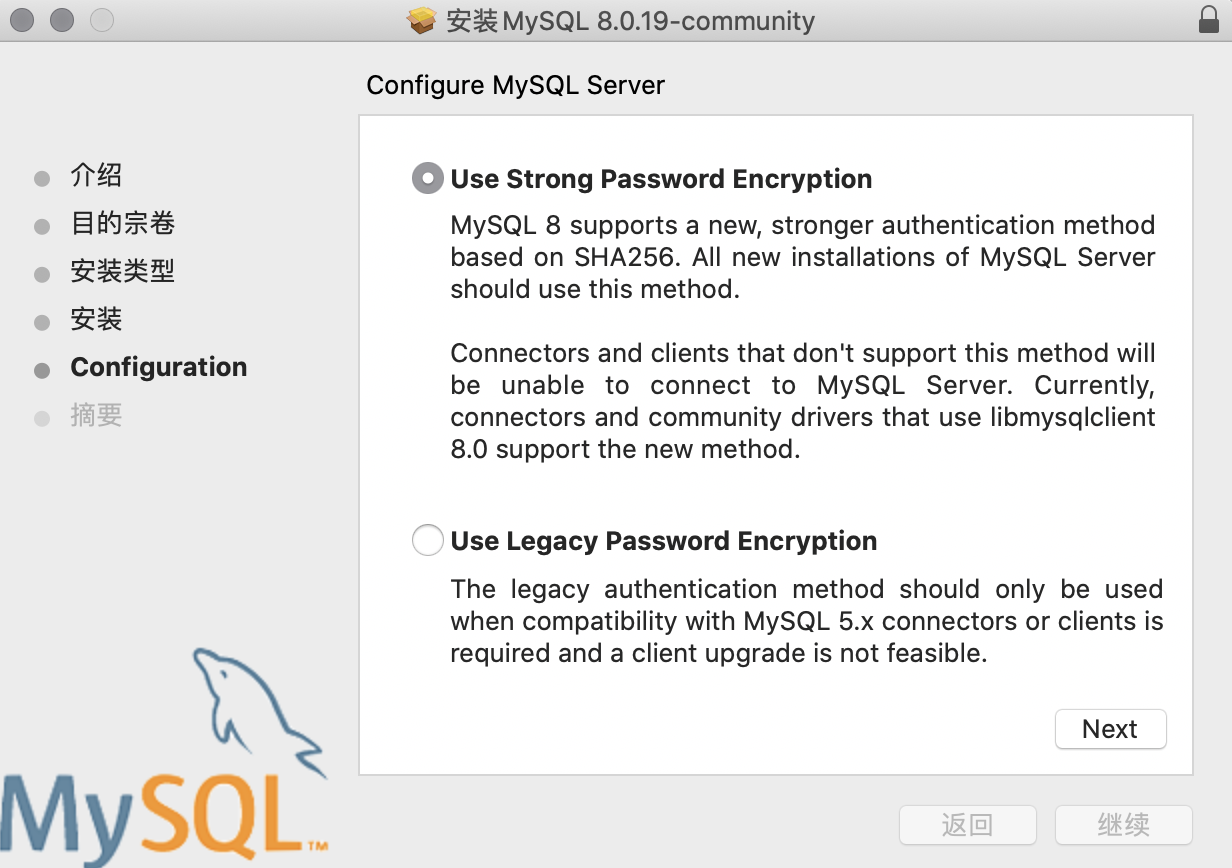 安装MySQL 8.0.19-community
Configure MySQL Server
介绍
目的宗卷
安装类型
安装
Configuration
摘要
Use Strong Password Encryption
MySQL 8 supports a new, stronger authentication method
based on SHA256. All new installations of MySQL Server
should use this method.
Connectors and clients that don't support this method will
be unable to connect to MySQL Server. Currently,
connectors and community drivers that use libmysqlclient
8.0 support the new method.
Use Legacy Password Encryption
The legacy authentication method should only be used
when compatibility with MySQL 5.x connectors or clients is
required and a client upgrade is not feasible.
Next
MySQL™
返回
继续